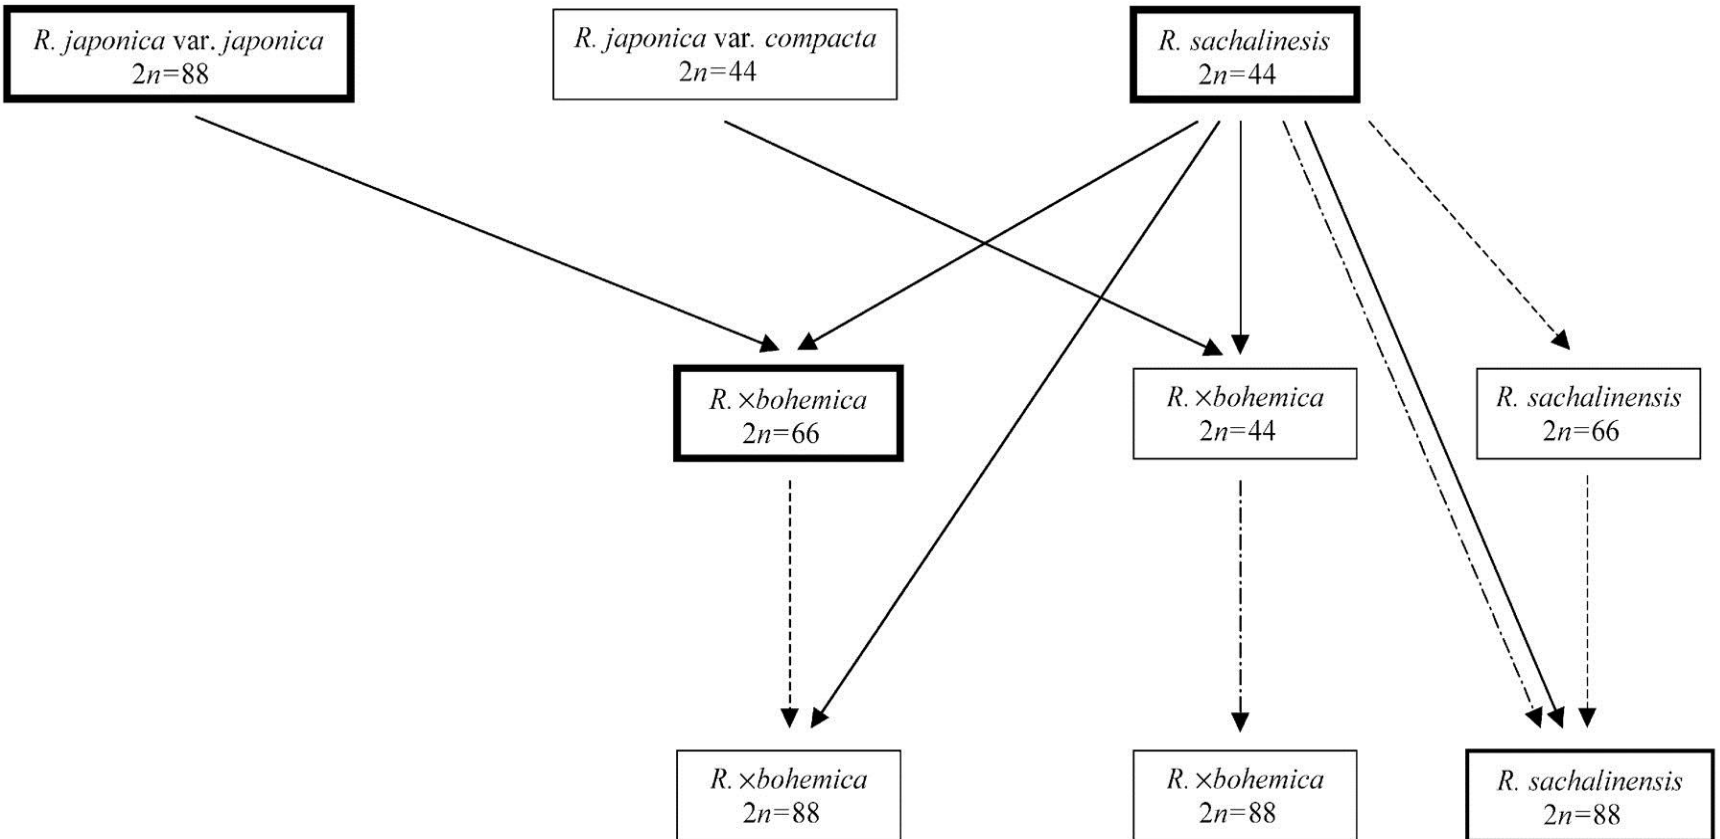 R. japonica var. japonica
2n=88
R. japonica var. compacta
2n=44
R. sachalinesis
2n=44
R. ×bohemica
2n=66
R. ×bohemica
2n=44
R. sachalinensis
2n=66
R. ×bohemica
2n=88
R. ×bohemica
2n=88
R. sachalinensis
2n=88